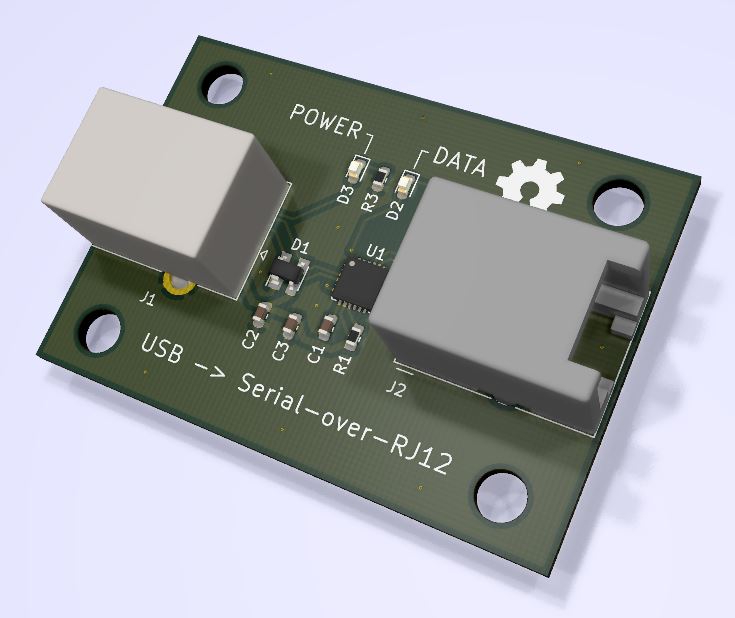 POWER
DATA
D3
R3
D2
D1
U1
J1
C2
C3
C1
R1
J2
USB -> Serial-over-RJ12